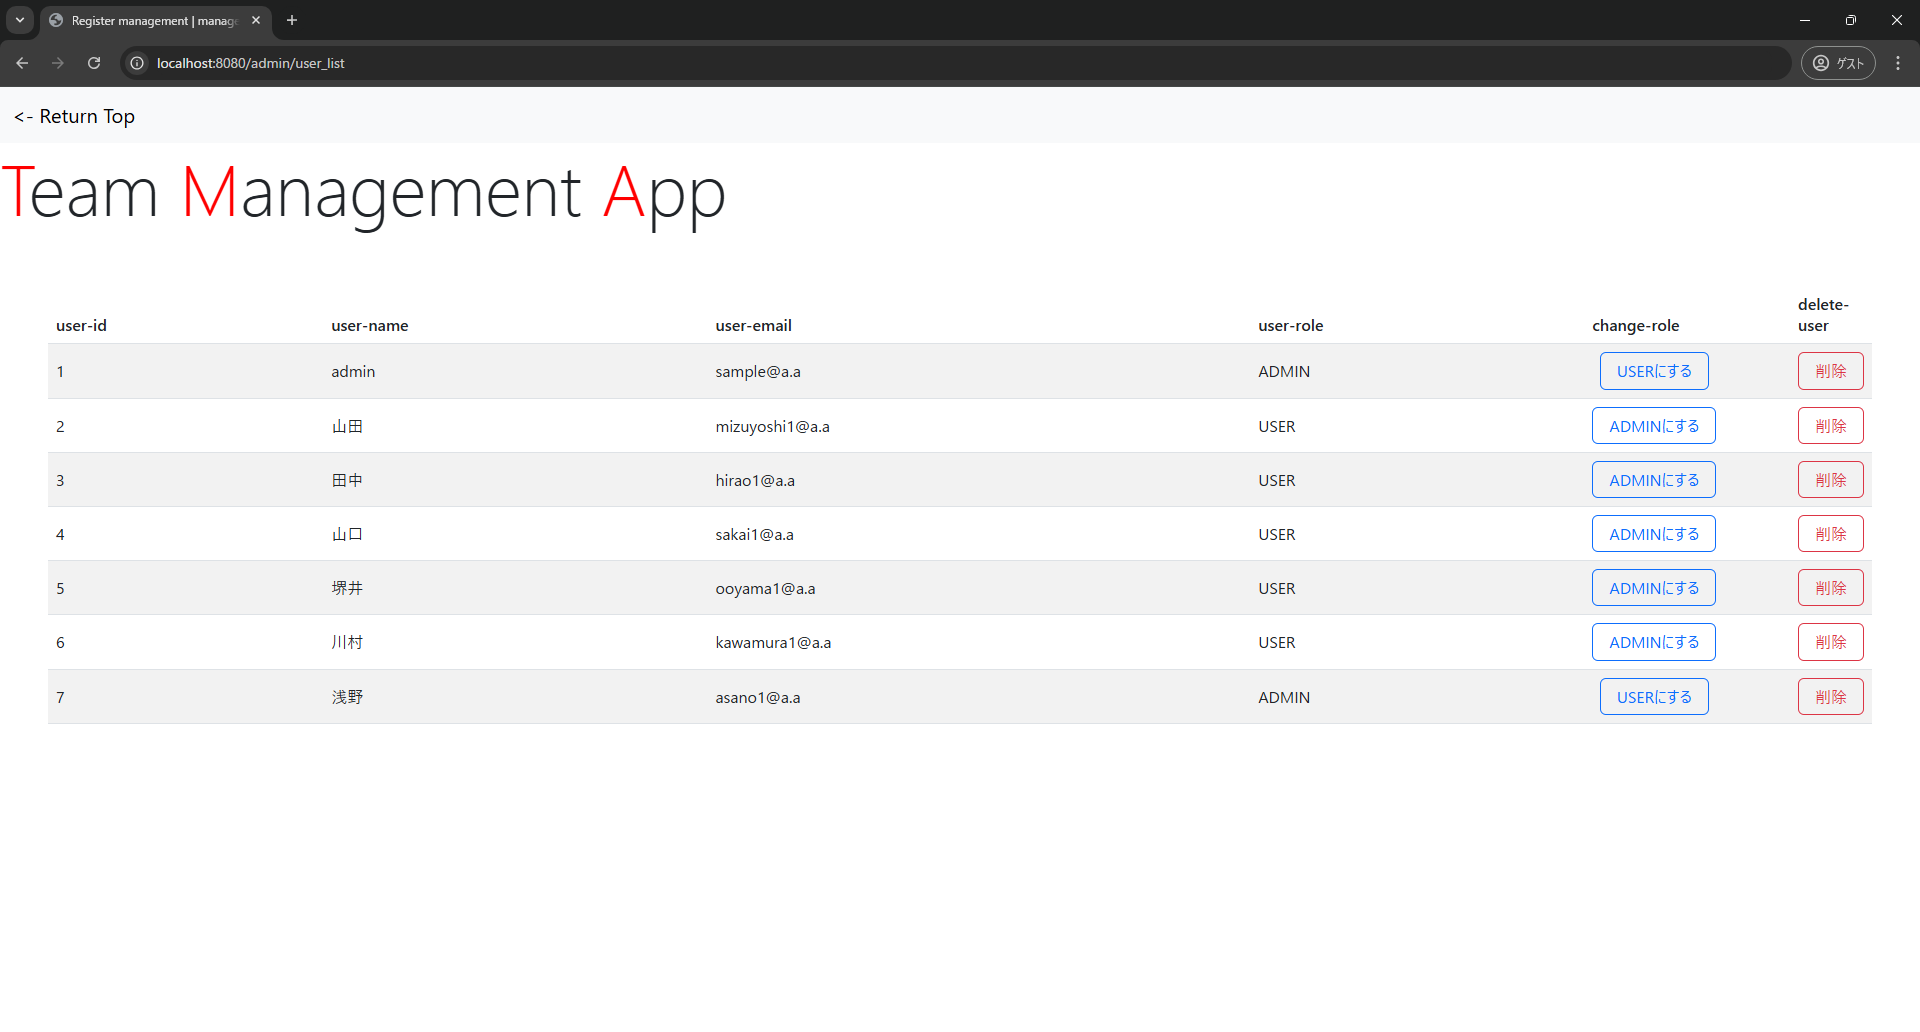 Register management | manag
localhost:8080/admin/user_list
ゲスト
<- Return Top
Team Management App
user-id user-name user-email user-role change-role delete-user
1 admin sample@a.a ADMIN USERにする 削除
2 山田 mizuyoshi1@a.a USER ADMINにする 削除
3 田中 hirao1@a.a USER ADMINにする 削除
4 山口 sakai1@a.a USER ADMINにする 削除
5 堺井 ooyama1@a.a USER ADMINにする 削除
6 川村 kawamura1@a.a USER ADMINにする 削除
7 浅野 asano1@a.a ADMIN USERにする 削除